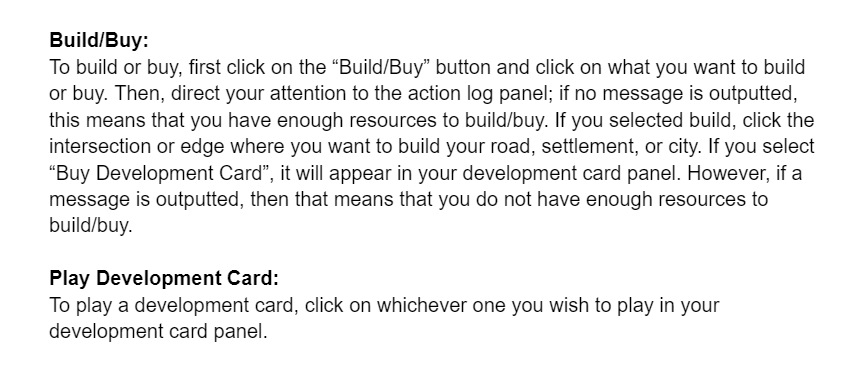 Build/Buy:
To build or buy, first click on the “Build/Buy” button and click on what you want to build
or buy. Then, direct your attention to the action log panel; if no message is outputted,
this means that you have enough resources to build/buy. If you selected build, click the
intersection or edge where you want to build your road, settlement, or city. If you select
“Buy Development Card”, it will appear in your development card panel. However, if a
message is outputted, then that means that you do not have enough resources to
build/buy.
Play Development Card:
To play a development card, click on whichever one you wish to play in your
development card panel.